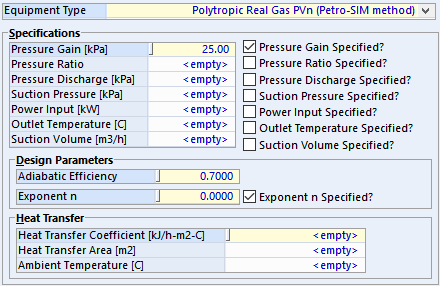 Equipment Type Polytropic Real Gas PVn (Petro-SIM method)
Specifications
Pressure Gain [kPa] 25.00 Pressure Gain Specified?
Pressure Ratio <empty> Pressure Ratio Specified?
Pressure Discharge [kPa] <empty> Pressure Discharge Specified?
Suction Pressure [kPa] <empty> Suction Pressure Specified?
Power Input [kW] <empty> Power Input Specified?
Outlet Temperature [C] <empty> Outlet Temperature Specified?
Suction Volume [m3/h] <empty> Suction Volume Specified?
Design Parameters
Adiabatic Efficiency 0.7000
Exponent n 0.0000 Exponent n Specified?
Heat Transfer
Heat Transfer Coefficient [kJ/h-m2-C] <empty>
Heat Transfer Area [m2] <empty>
Ambient Temperature [C] <empty>